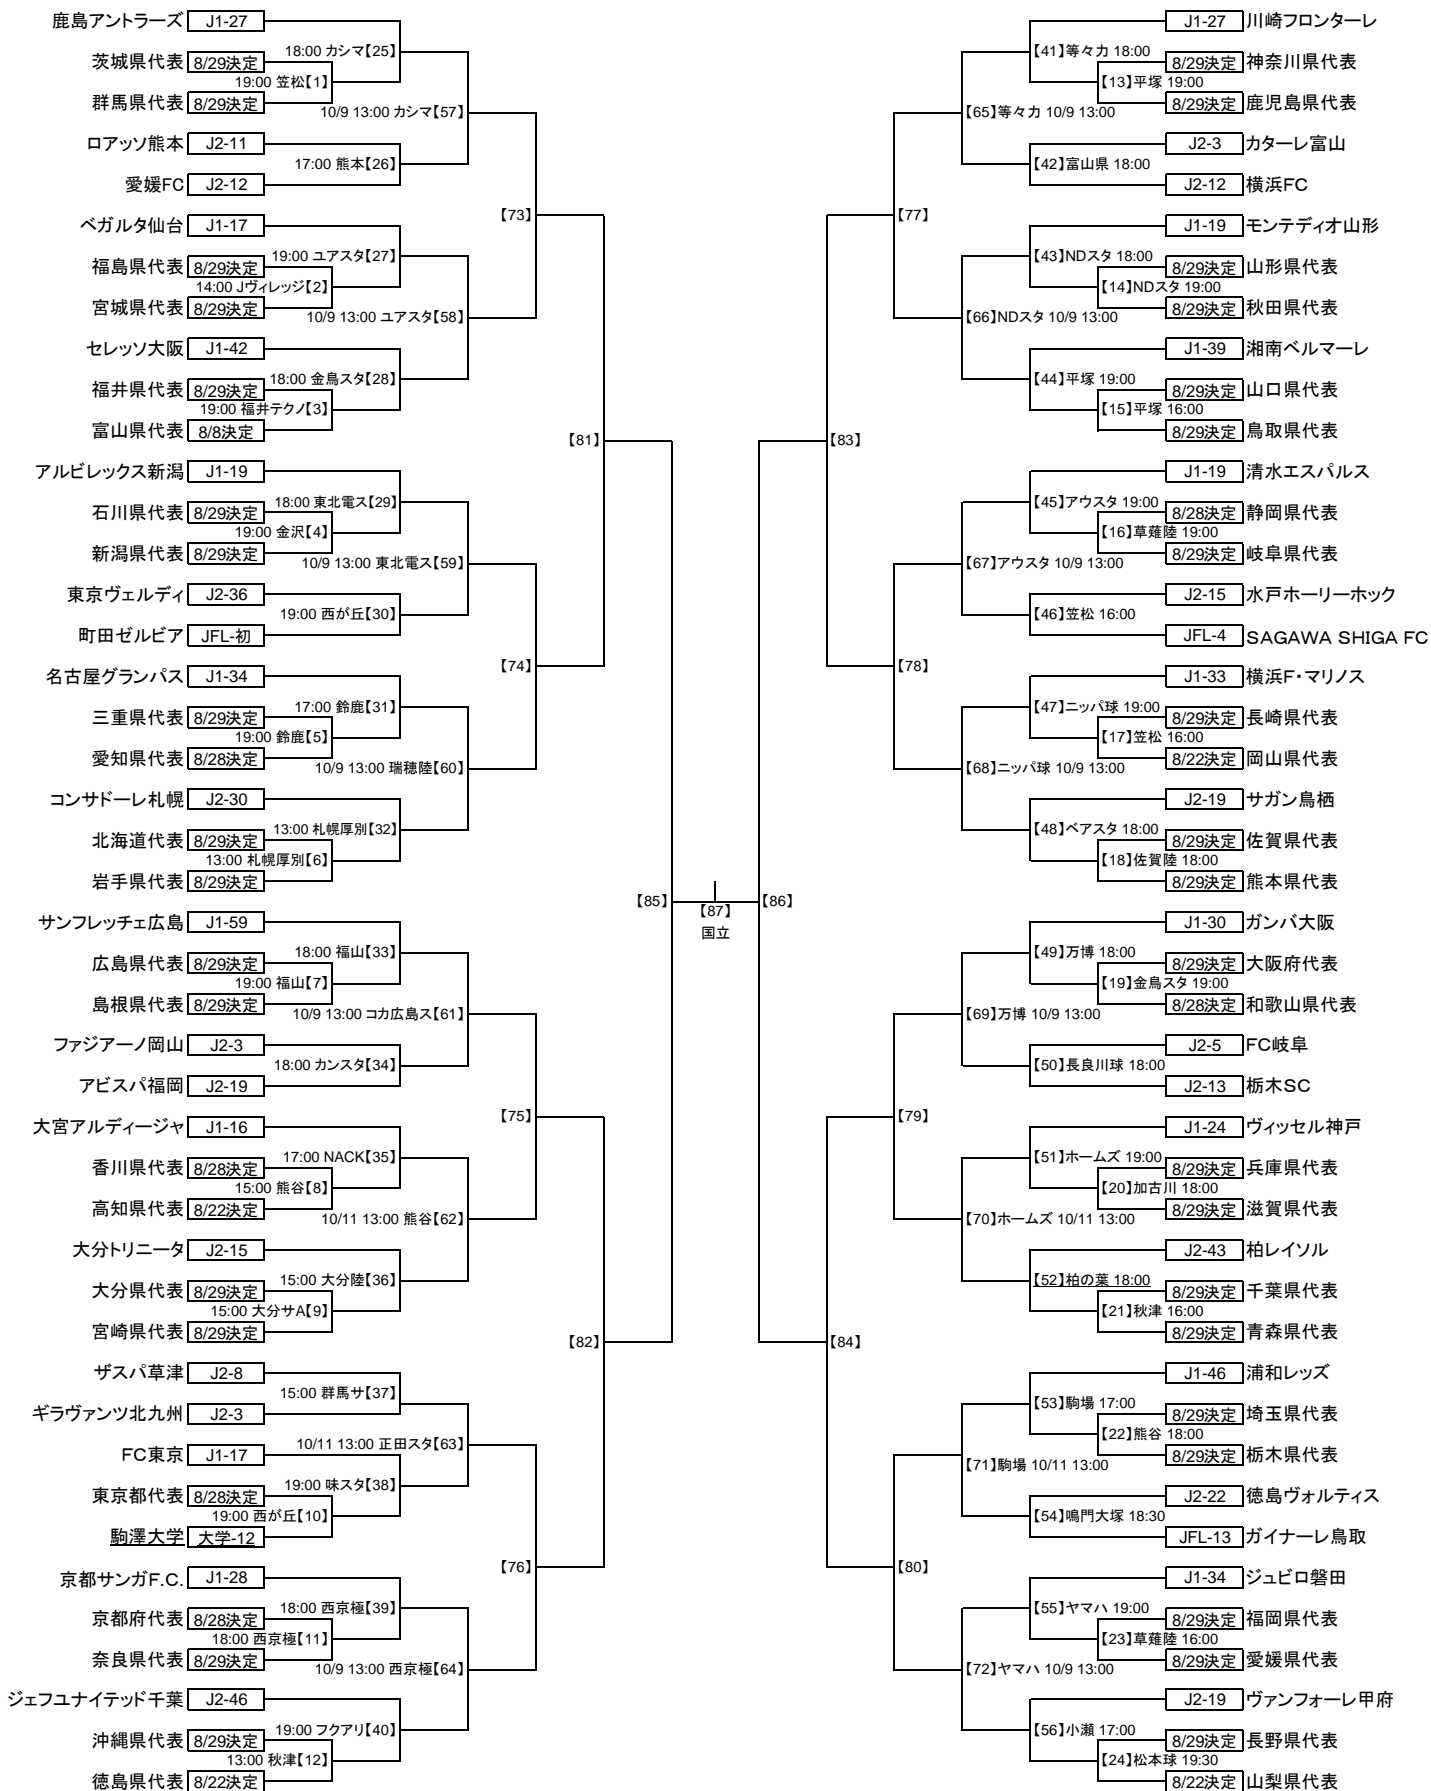 鹿島アントラーズ J1-27
18:00 カシマ【25】
茨城県代表 8/29決定
19:00 笠松【1】
群馬県代表 8/29決定
10/9 13:00 カシマ【57】
ロアッソ熊本 J2-11
17:00 熊本【26】
愛媛FC J2-12
【73】
ベガルタ仙台 J1-17
19:00 ユアスタ【27】
福島県代表 8/29決定
14:00 Jヴィレッジ【2】
宮城県代表 8/29決定
10/9 13:00 ユアスタ【58】
セレッソ大阪 J1-42
18:00 金鳥スタ【28】
福井県代表 8/29決定
19:00 福井テクノ【3】
富山県代表 8/8決定
【81】
アルビレックス新潟 J1-19
18:00 東北電ス【29】
石川県代表 8/29決定
19:00 金沢【4】
新潟県代表 8/29決定
10/9 13:00 東北電ス【59】
東京ヴェルディ J2-36
19:00 西が丘【30】
町田ゼルビア JFL-初
【74】
名古屋グランパス J1-34
17:00 鈴鹿【31】
三重県代表 8/29決定
19:00 鈴鹿【5】
愛知県代表 8/28決定
10/9 13:00 瑞穂陸【60】
コンサドーレ札幌 J2-30
13:00 札幌厚別【32】
北海道代表 8/29決定
13:00 札幌厚別【6】
岩手県代表 8/29決定
【85】
サンフレッチェ広島 J1-59
18:00 福山【33】
広島県代表 8/29決定
19:00 福山【7】
島根県代表 8/29決定
10/9 13:00 コカ広島ス【61】
ファジアーノ岡山 J2-3
18:00 カンスタ【34】
アビスパ福岡 J2-19
【75】
大宮アルディージャ J1-16
17:00 NACK【35】
香川県代表 8/28決定
15:00 熊谷【8】
高知県代表 8/22決定
10/11 13:00 熊谷【62】
大分トリニータ J2-15
15:00 大分陸【36】
大分県代表 8/29決定
15:00 大分サA【9】
宮崎県代表 8/29決定
【82】
ザスパ草津 J2-8
15:00 群馬サ【37】
ギラヴァンツ北九州 J2-3
10/11 13:00 正田スタ【63】
FC東京 J1-17
19:00 味スタ【38】
東京都代表 8/28決定
19:00 西が丘【10】
駒澤大学 大学-12
【76】
京都サンガF.C. J1-28
18:00 西京極【39】
京都府代表 8/28決定
18:00 西京極【11】
奈良県代表 8/29決定
10/9 13:00 西京極【64】
ジェフユナイテッド千葉 J2-46
19:00 フクアリ【40】
沖縄県代表 8/29決定
13:00 秋津【12】
徳島県代表 8/22決定
【87】
国立
J1-27 川崎フロンターレ
【41】等々力 18:00
8/29決定 神奈川県代表
【13】平塚 19:00
8/29決定 鹿児島県代表
【65】等々力 10/9 13:00
J2-3 カターレ富山
【42】富山県 18:00
J2-12 横浜FC
【77】
J1-19 モンテディオ山形
【43】NDスタ 18:00
8/29決定 山形県代表
【14】NDスタ 19:00
8/29決定 秋田県代表
【66】NDスタ 10/9 13:00
J1-39 湘南ベルマーレ
【44】平塚 19:00
8/29決定 山口県代表
【15】平塚 16:00
8/29決定 鳥取県代表
【83】
J1-19 清水エスパルス
【45】アウスタ 19:00
8/28決定 静岡県代表
【16】草薙陸 19:00
8/29決定 岐阜県代表
【67】アウスタ 10/9 13:00
J2-15 水戸ホーリーホック
【46】笠松 16:00
JFL-4 SAGAWA SHIGA FC
【78】
J1-33 横浜F・マリノス
【47】ニッパ球 19:00
8/29決定 長崎県代表
【17】笠松 16:00
8/22決定 岡山県代表
【68】ニッパ球 10/9 13:00
J2-19 サガン鳥栖
【48】ベアスタ 18:00
8/29決定 佐賀県代表
【18】佐賀陸 18:00
8/29決定 熊本県代表
【86】
J1-30 ガンバ大阪
【49】万博 18:00
8/29決定 大阪府代表
【19】金鳥スタ 19:00
8/28決定 和歌山県代表
【69】万博 10/9 13:00
J2-5 FC岐阜
【50】長良川球 18:00
J2-13 栃木SC
【79】
J1-24 ヴィッセル神戸
【51】ホームズ 19:00
8/29決定 兵庫県代表
【20】加古川 18:00
8/29決定 滋賀県代表
【70】ホームズ 10/11 13:00
J2-43 柏レイソル
【52】柏の葉 18:00
8/29決定 千葉県代表
【21】秋津 16:00
8/29決定 青森県代表
【84】
J1-46 浦和レッズ
【53】駒場 17:00
8/29決定 埼玉県代表
【22】熊谷 18:00
8/29決定 栃木県代表
【71】駒場 10/11 13:00
J2-22 徳島ヴォルティス
【54】鳴門大塚 18:30
JFL-13 ガイナーレ鳥取
【80】
J1-34 ジュビロ磐田
【55】ヤマハ 19:00
8/29決定 福岡県代表
【23】草薙陸 16:00
8/29決定 愛媛県代表
【72】ヤマハ 10/9 13:00
J2-19 ヴァンフォーレ甲府
【56】小瀬 17:00
8/29決定 長野県代表
【24】松本球 19:30
8/22決定 山梨県代表